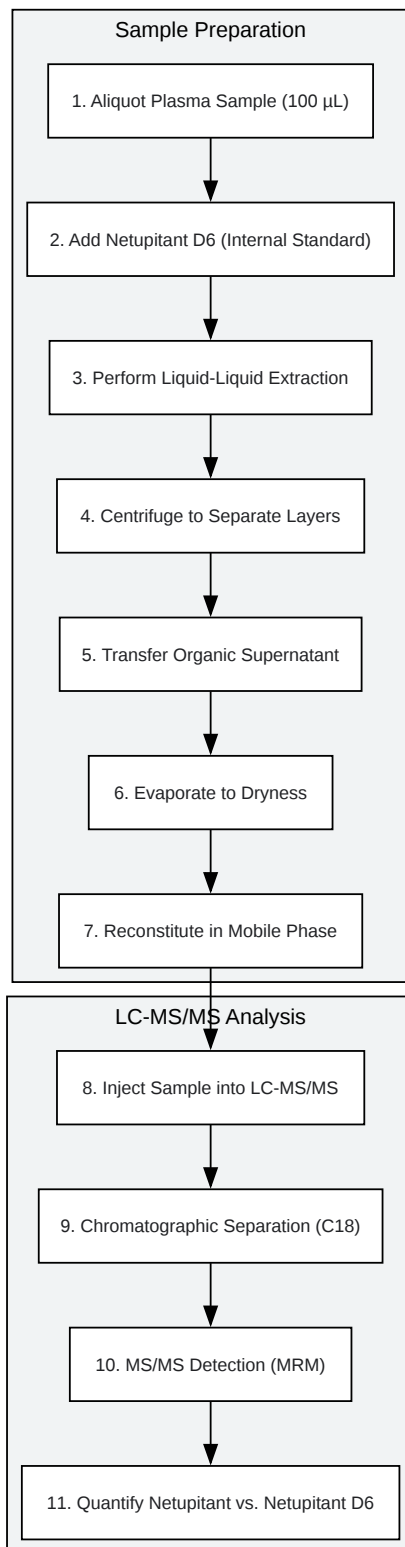 Sample Preparation
1. Aliquot Plasma Sample (100 µL)
2. Add Netupitant D6 (Internal Standard)
3. Perform Liquid-Liquid Extraction
4. Centrifuge to Separate Layers
5. Transfer Organic Supernatant
6. Evaporate to Dryness
7. Reconstitute in Mobile Phase
LC-MS/MS Analysis
8. Inject Sample into LC-MS/MS
9. Chromatographic Separation (C18)
10. MS/MS Detection (MRM)
11. Quantify Netupitant vs. Netupitant D6